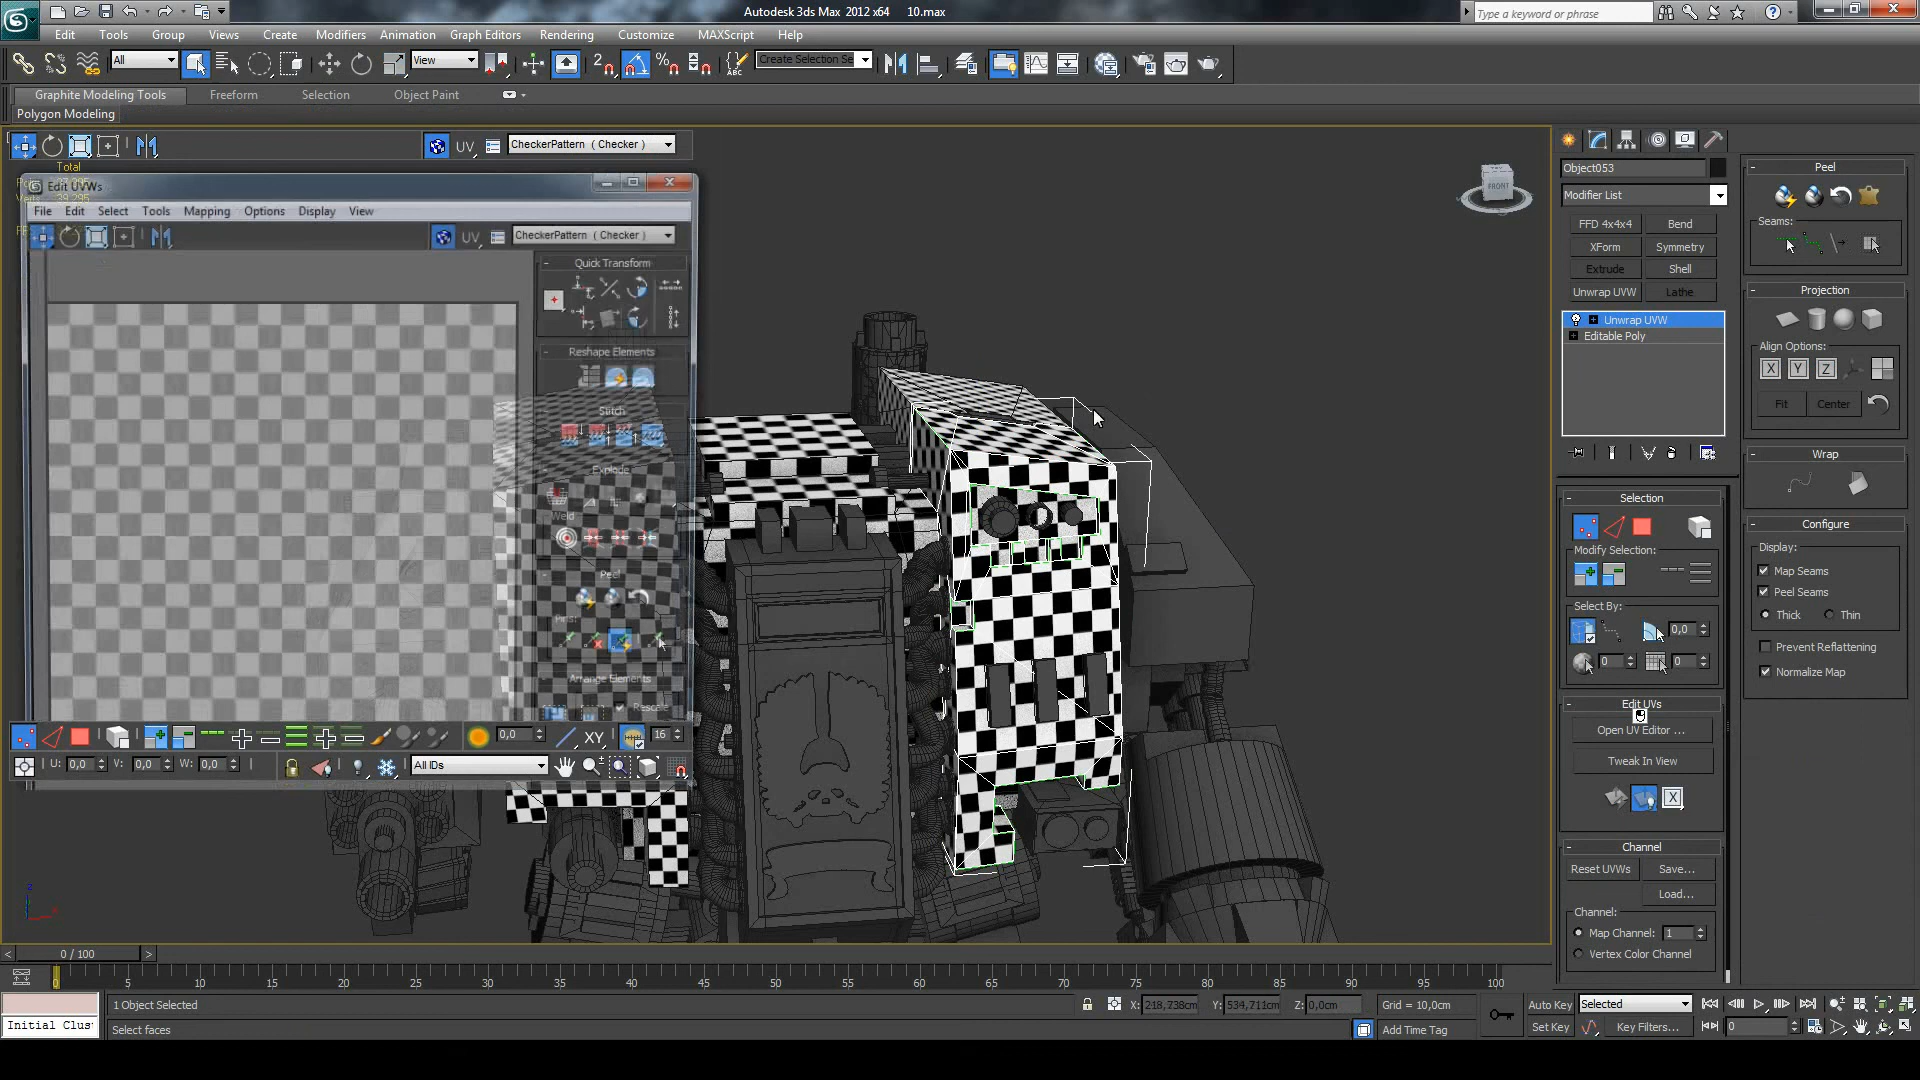 Autodesk 3ds Max 2012 x64 10.max
Type a keyword or phrase
Edit Tools Group Views Create Modifiers Animation Graph Editors Rendering Customize MAXScript Help
All
View
Create Selection Se
Graphite Modeling Tools Freeform Selection Object Paint
Polygon Modeling
UV CheckerPattern ( Checker )
Total
Edit UVWs
File Edit Select Tools Mapping Options Display View
UV CheckerPattern ( Checker )
Quick Transform
Reshape Elements
Stitch
Explode
Weld
Peel
Pins:
Arrange Elements
Rescale
0,0
XY
16
U: 0,0 V: 0,0 W: 0,0
All IDs
FRONT
Object053
Modifier List
FFD 4x4x4 Bend
XForm Symmetry
Extrude Shell
Unwrap UVW Lathe
Unwrap UVW
Editable Poly
Selection
Modify Selection:
Select By:
0,0
0 0
Edit UVs
Open UV Editor ...
Tweak In View
Channel
Reset UVWs Save...
Load...
Channel:
Map Channel: 1
Vertex Color Channel
Peel
Seams:
Projection
Align Options:
X Y Z
Fit Center
Wrap
Configure
Display:
Map Seams
Peel Seams
Thick Thin
Prevent Reflattening
Normalize Map
0 / 100
0 5 10 15 20 25 30 35 40 45 50 55 60 65 70 75 80 85 90 95 100
1 Object Selected
X: 218,738cm Y: 534,711cm Z: 0,0cm Grid = 10,0cm
Auto Key Selected
Initial Clus
Select faces
Add Time Tag
Set Key Key Filters... 0